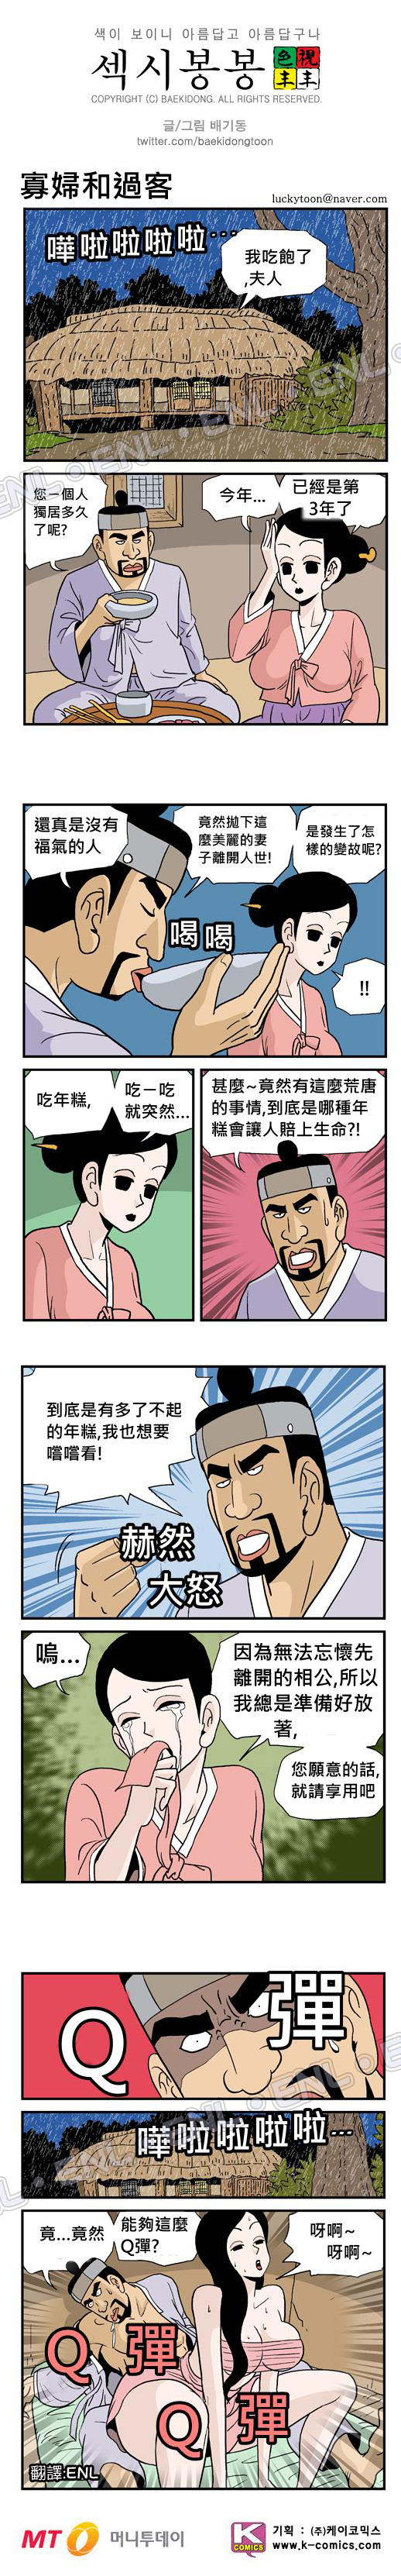 색이 보이니 아름답고 아름답구나
섹시봉봉
色視
丰丰
COPYRIGHT (C) BAEKIDONG. ALL RIGHTS RESERVED.
글/그림 배기동
twitter.com/baekidongtoon
寡婦和過客
luckytoon@naver.com
嘩啦啦啦啦...
我吃飽了
,夫人
您一個人
獨居多久
了呢?
今年...
已經是第
3年了
還真是沒有
福氣的人
竟然拋下這
麼美麗的妻
子離開人世!
是發生了怎
樣的變故呢?
喝喝
!!
吃年糕,
吃一吃
就突然...
甚麼~竟然有這麼荒唐
的事情,到底是哪種年
糕會讓人賠上生命?!
到底是有多了不起
的年糕,我也想要
嚐嚐看!
赫然
大怒
嗚...
因為無法忘懷先
離開的相公,所以
我總是準備好放
著,
您願意的話,
就請享用吧
Q 彈
嘩啦啦啦啦...
竟...竟然
能夠這麼
Q彈?
呀啊~
呀啊~
Q 彈
Q 彈
翻譯:ENL
MT 머니투데이
K COMICS
기획 : (주)케이코믹스
www.k-comics.com